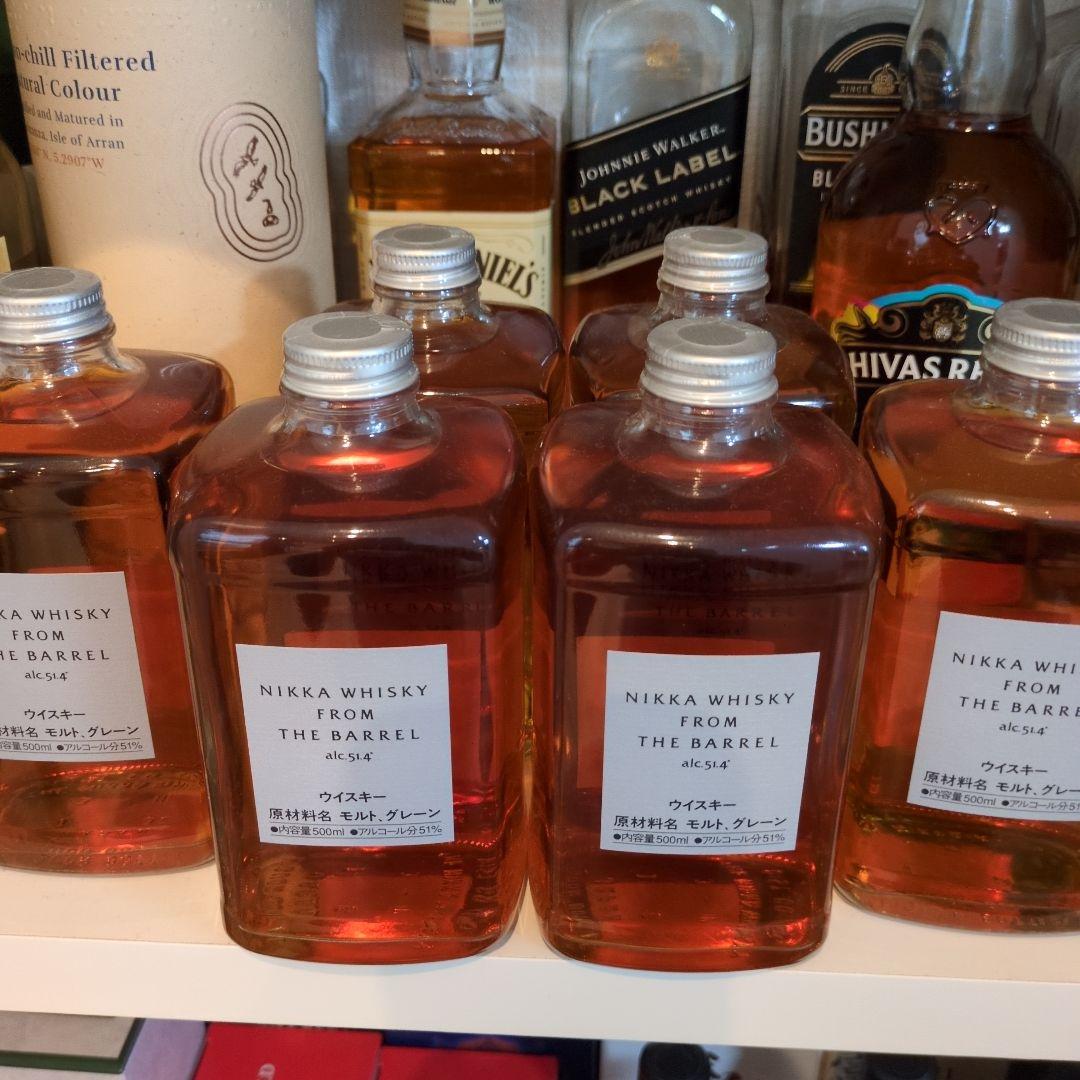 Filtered
Colour
and Matured in
Isle of Arran
N, 5.2907°W
JOHNNIE WALKER
BLACK LABEL
BLENDED SCOTCH WHISKY
SINCE
BUSH
BL
NIEL'S
HIVAS RE
KA WHISKY
FROM
HE BARREL
alc.51.4°
ウイスキー
材料名 モルト、グレーン
内容量500ml ●アルコール分51%
NIKKA WHISKY
FROM
THE BARREL
alc.51.4°
ウイスキー
原材料名 モルト、グレーン
●内容量500ml ●アルコール分51%
NIKKA WHISKY
FROM
THE BARREL
alc.51.4°
ウイスキー
原材料名 モルト、グレーン
●内容量500ml ●アルコール分51%
NIKKA WHI
FROM
THE BARRE
alc.51.4°
ウイスキー
原材料名 モルト、グレー
●内容量500ml ●アルコール分51